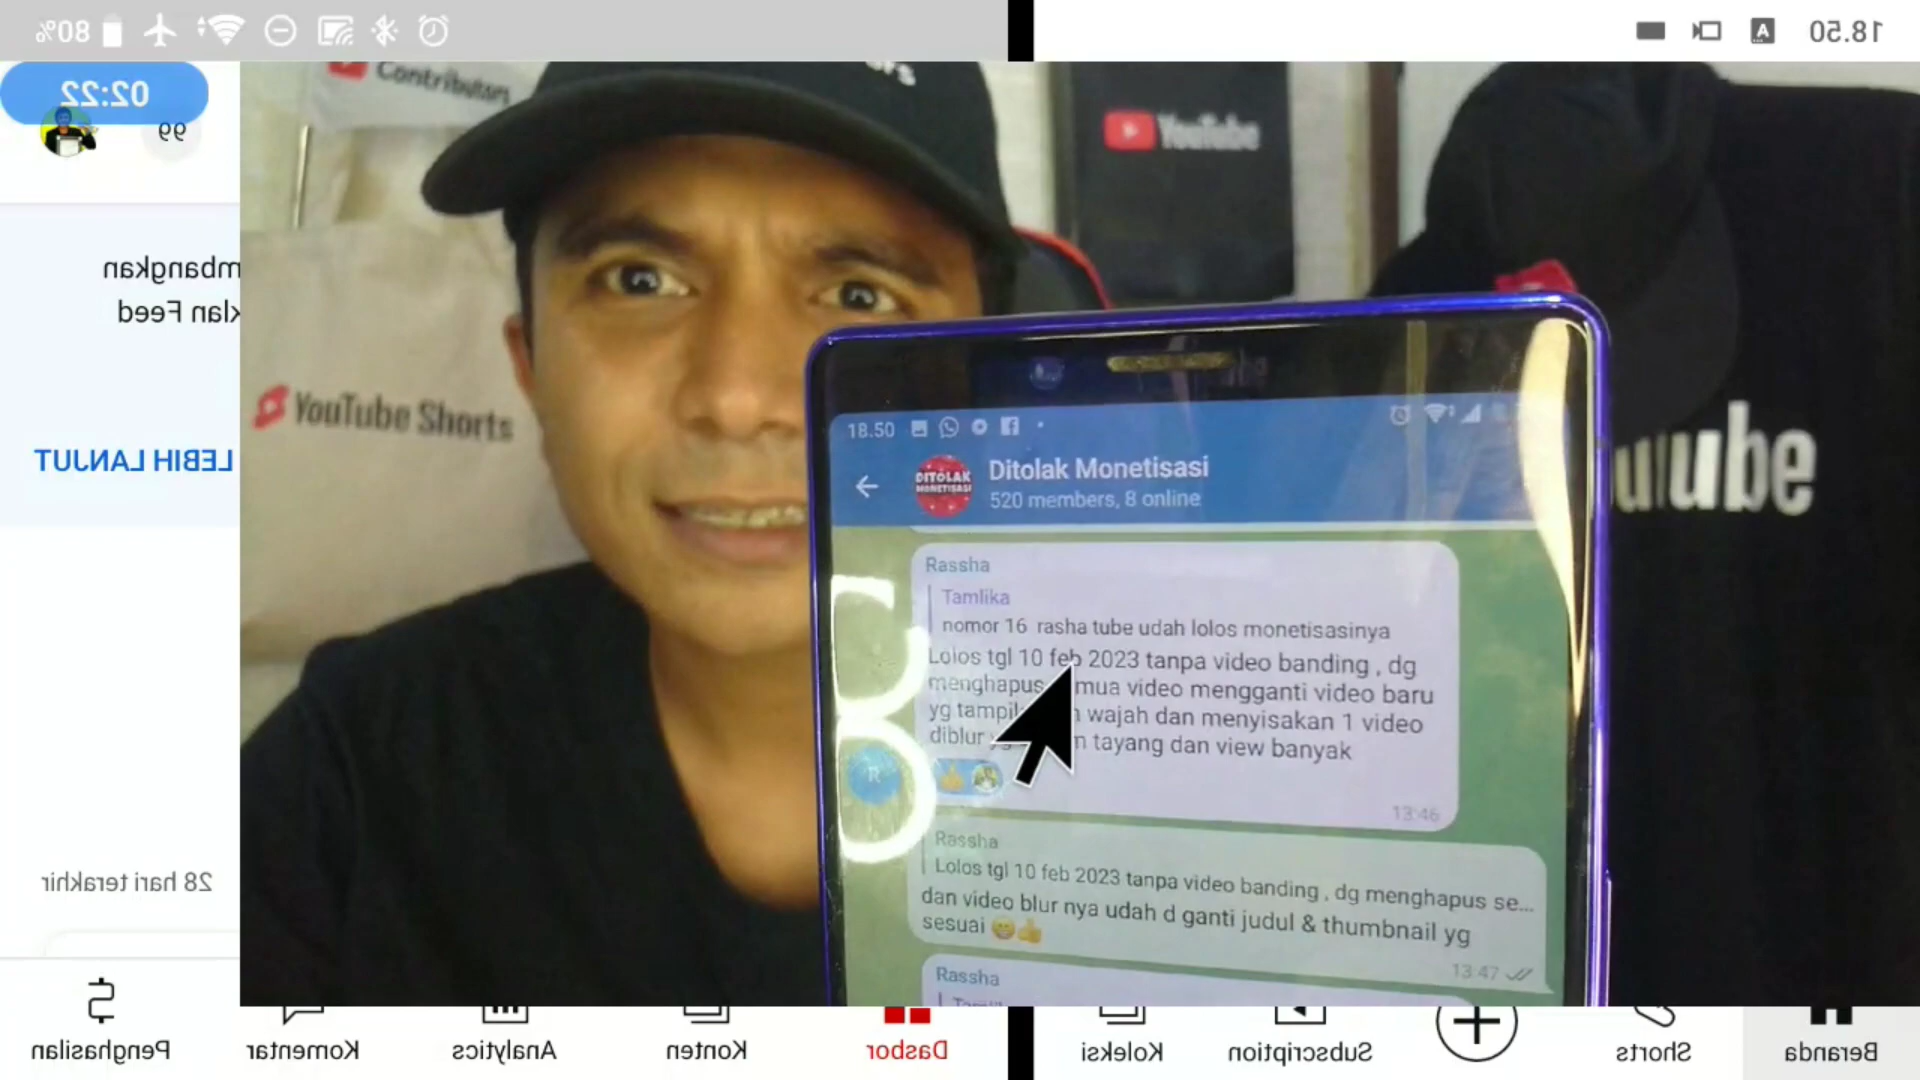 80%
18.50
02:22
99
mbangkan
klan Feed
LEBIH LANJUT
28 hari terakhir
Contributors
YouTube
YouTube Shorts
18.50
Ditolak Monetisasi
520 members, 8 online
DITOLAK
MONETISASI
Rassha
Tamlika
nomor 16 rasha tube udah lolos monetisasinya
Lolos tgl 10 feb 2023 tanpa video banding , dg
menghapus mua video mengganti video baru
yg wajah dan menyisakan 1 video
diblur tayang dan view banyak
R
13:46
Rassha
Lolos tgl 10 feb 2023 tanpa video banding , dg menghapus se...
dan video blur nya udah d ganti judul & thumbnail yg
sesuai
13:47
Rassha
Penghasilan
Komentar
Analytics
Konten
Dasbor
Koleksi
Subscription
Shorts
Beranda